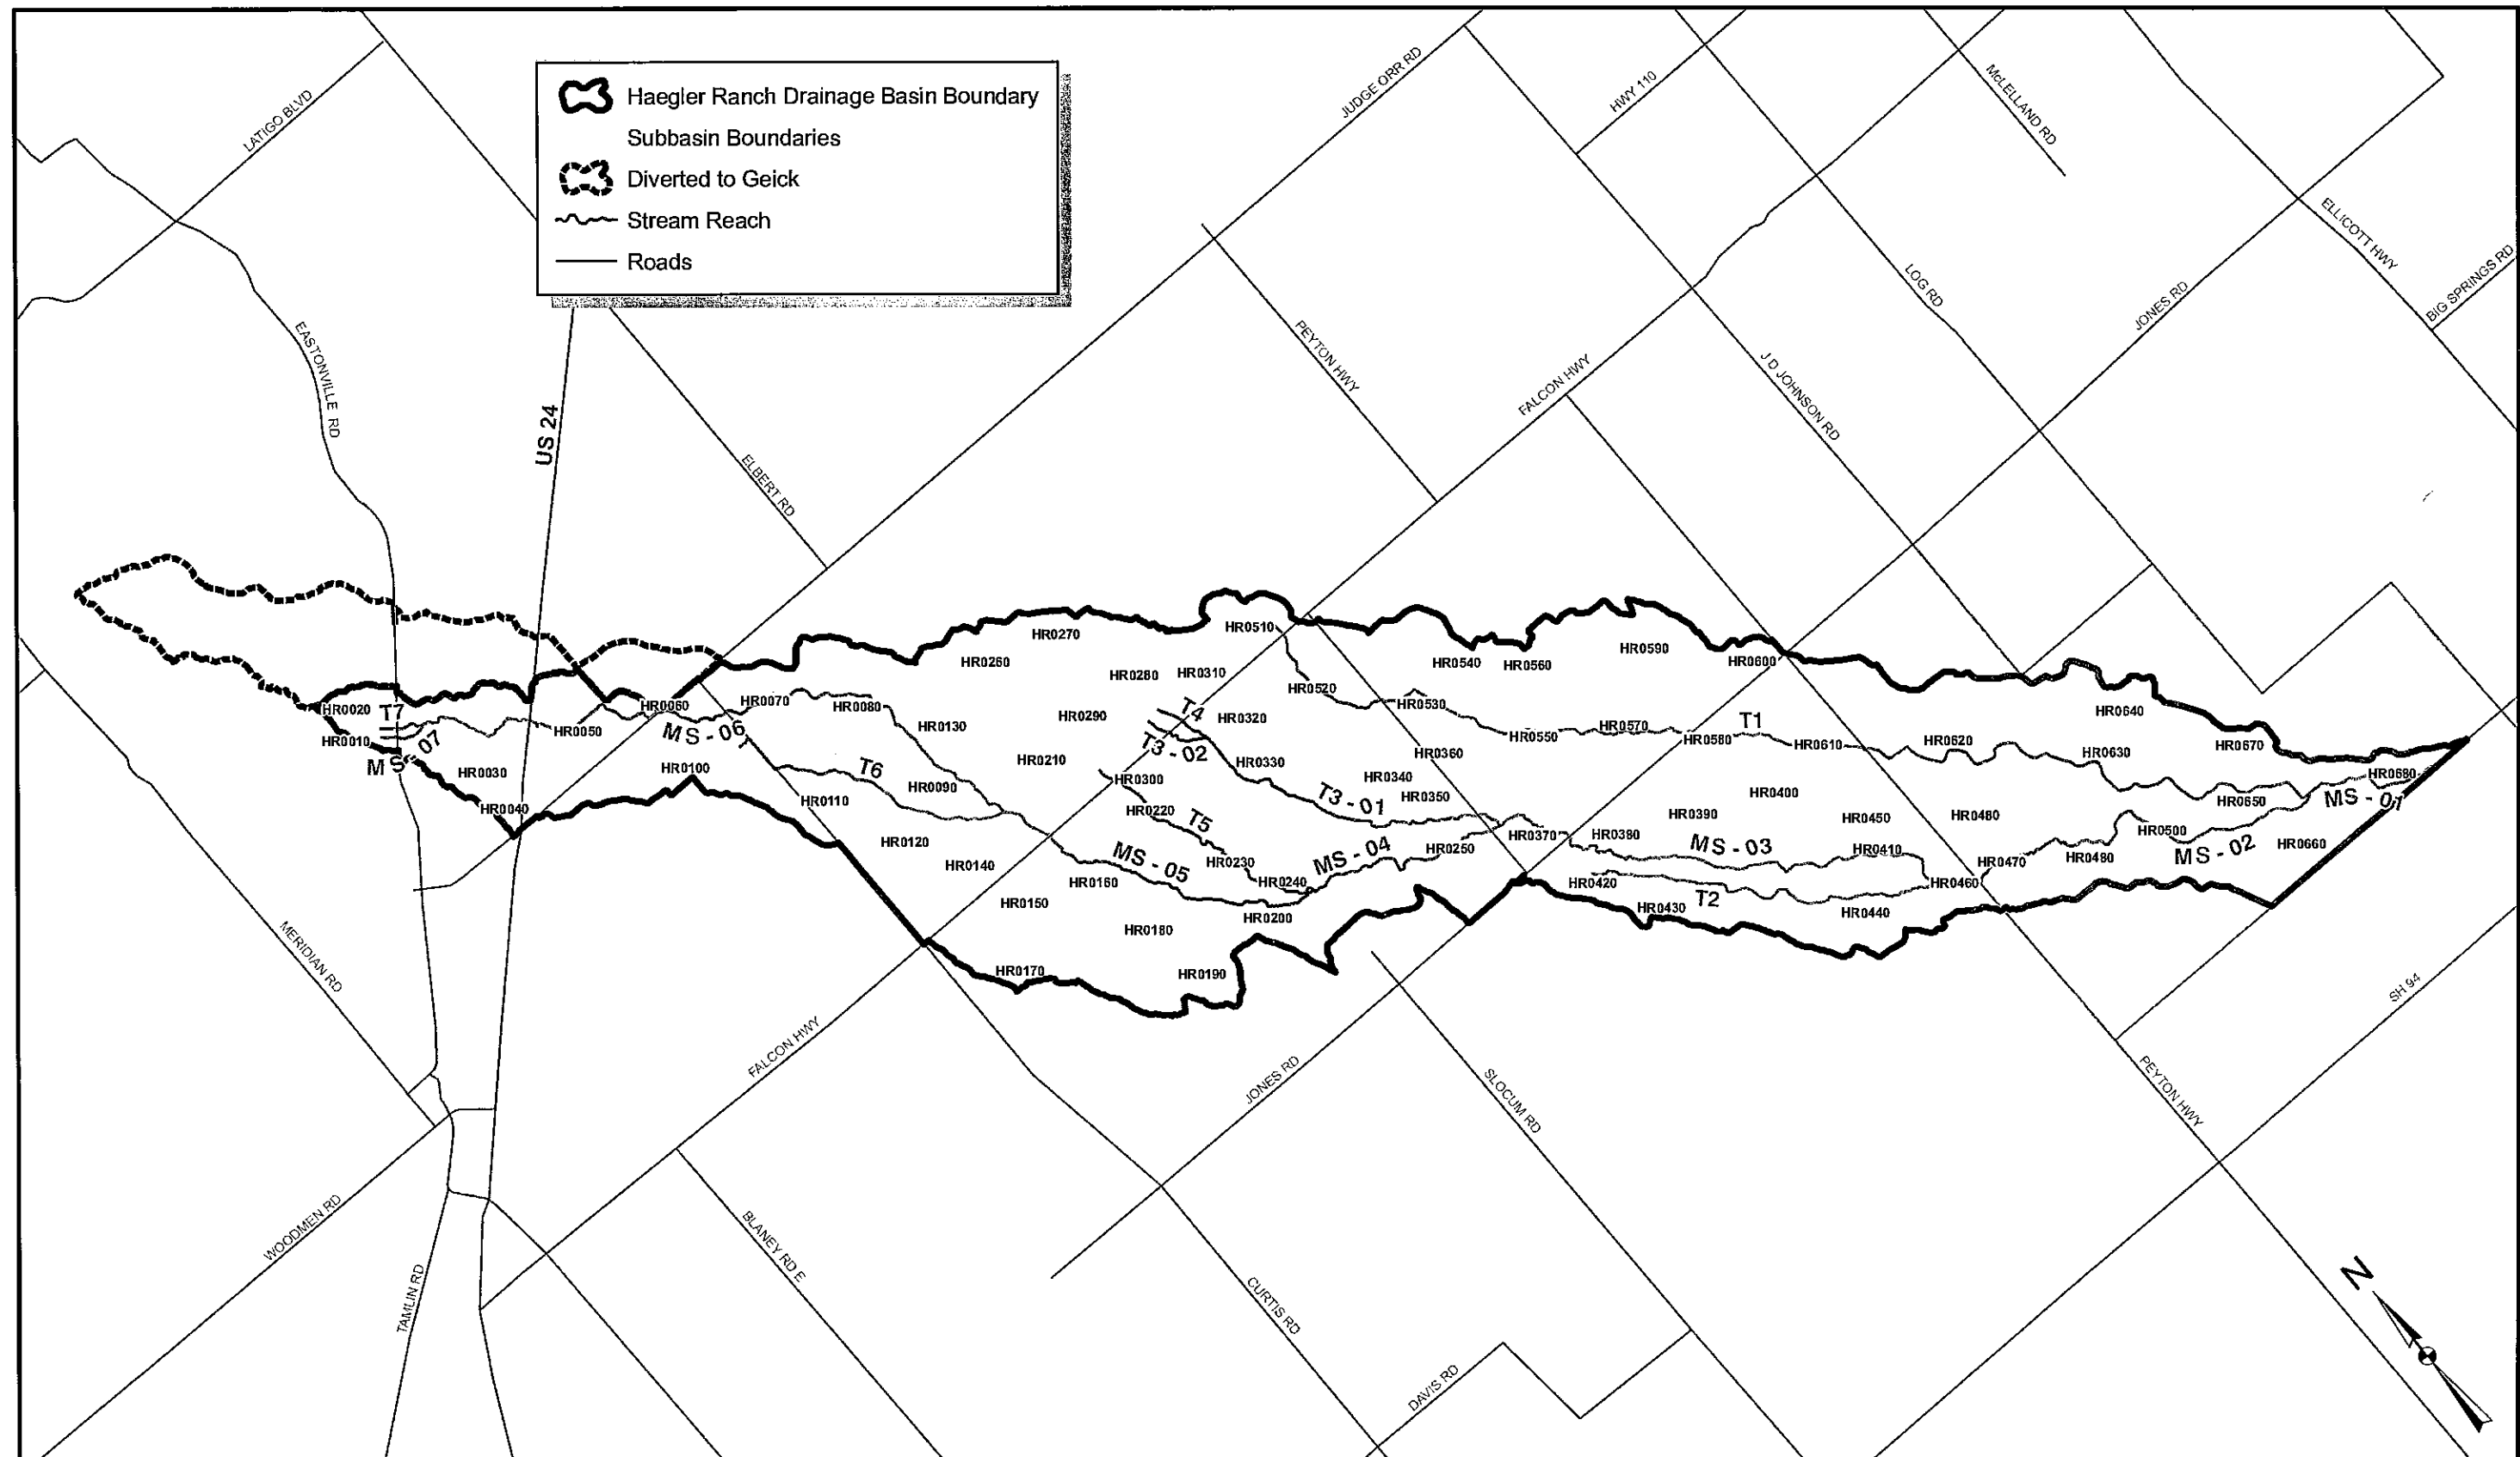 Haegler Ranch Drainage Basin Boundary
Subbasin Boundaries
Diverted to Geick
Stream Reach
Roads
LATIGO BLVD
EASTONVILLE RD
US 24
ELBERT RD
JUDGE ORR RD
HWY 110
McLELLAND RD
PEYTON HWY
FALCON HWY
J D JOHNSON RD
LOG RD
JONES RD
ELLICOTT HWY
BIG SPRINGS RD
HR0510
HR0270
HR0260
HR0280
HR0310
HR0540
HR0560
HR0590
HR0600
HR0520
HR0530
HR0020
T7
HR0010
MS
07
HR0030
HR0040
HR0050
HR0060
MS - 06
HR0070
HR0080
HR0130
HR0290
T4
HR0320
T3 - 02
HR0100
T6
HR0110
HR0090
HR0210
HR0300
HR0330
HR0340
HR0360
HR0350
T3 - 01
HR0550
HR0570
HR0580
T1
HR0610
HR0620
HR0630
HR0640
HR0670
HR0680
MS - 01
HR0650
HR0120
HR0140
HR0150
HR0220
T5
HR0230
HR0240
MS - 05
MS - 04
HR0250
HR0160
HR0180
HR0200
HR0170
HR0190
HR0370
HR0380
HR0390
HR0400
HR0450
HR0480
MS - 03
HR0410
HR0420
HR0430
T2
HR0440
HR0460
HR0470
HR0480
HR0500
MS - 02
HR0660
MERIDIAN RD
WOODMEN RD
TAMLIN RD
FALCON HWY
BLANEY RD E
JONES RD
CURTIS RD
SLOCUM RD
DAVIS RD
PEYTON HWY
SH 94
N